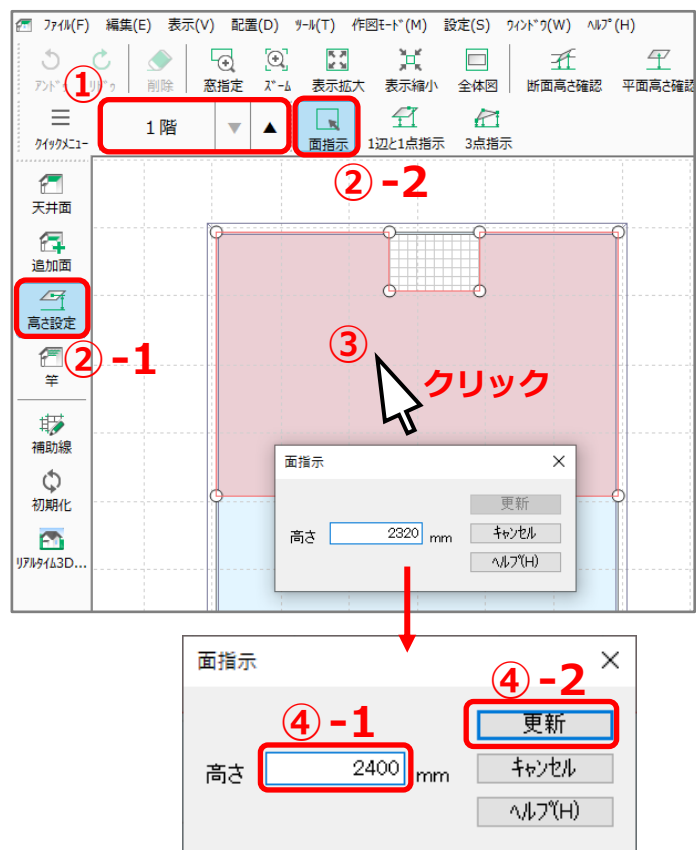 ファイル(F) 編集(E) 表示(V) 配置(D) ツール(T) 作図モード(M) 設定(S) ウィンドウ(W) ヘルプ(H)
アンドゥ リドゥ 削除 窓指定 ズーム 表示拡大 表示縮小 全体図 断面高さ確認 平面高さ確認
①
クイックメニュー 1階 ▼ ▲ 面指示 1辺と1点指示 3点指示
②-2
天井面
追加面
高さ設定
②-1
竿
補助線
初期化
リアルタイム3D...
③
クリック
面指示 ×
更新
高さ 2320 mm キャンセル
ヘルプ(H)
面指示 ×
④-2
④-1 更新
高さ 2400 mm キャンセル
ヘルプ(H)